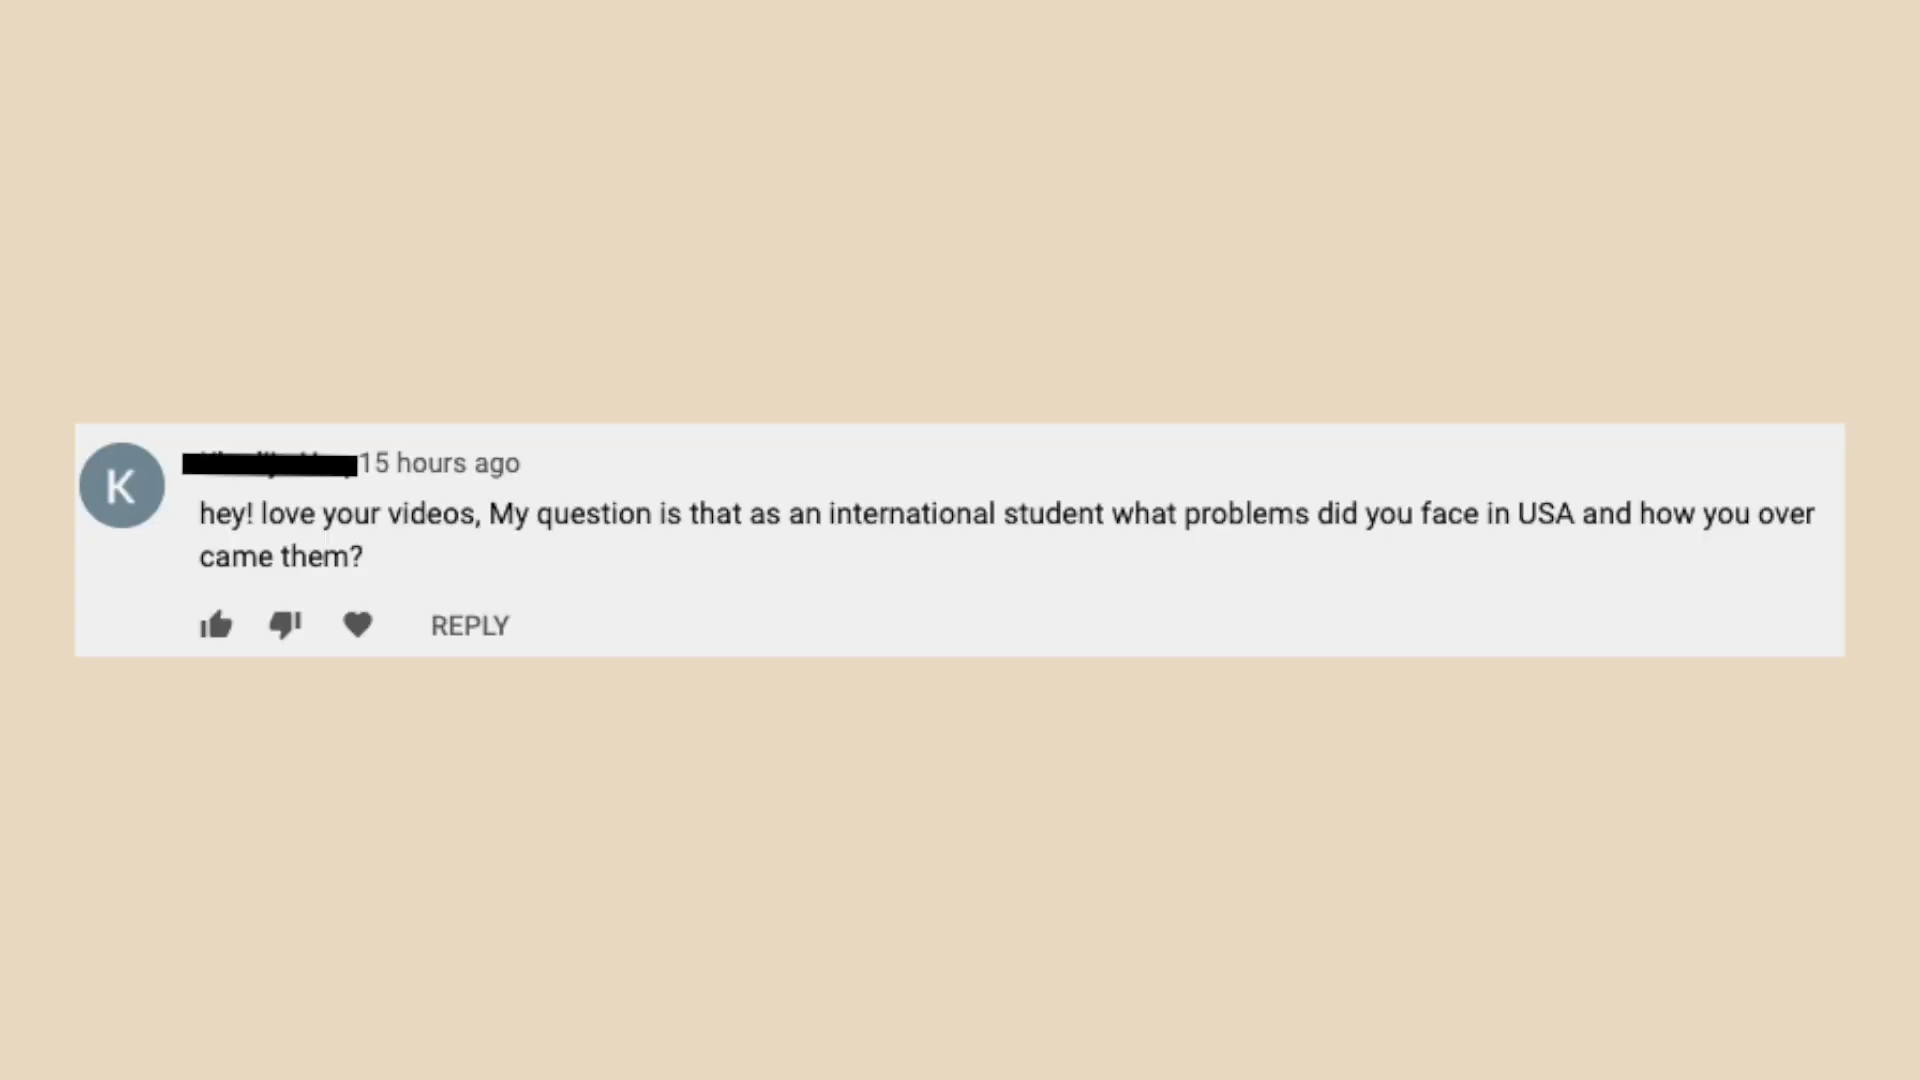 K
15 hours ago
hey! love your videos, My question is that as an international student what problems did you face in USA and how you over
came them?
REPLY